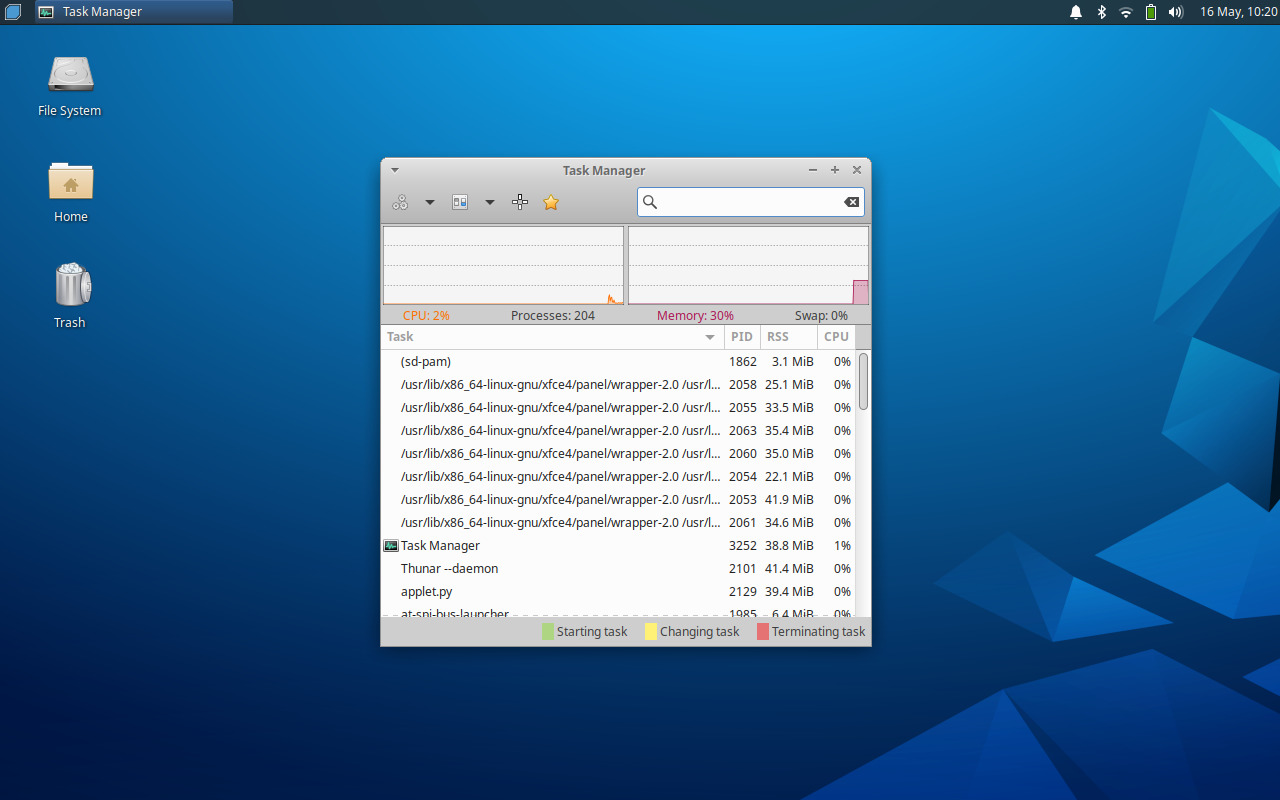 Task Manager
16 May, 10:20
File System
Home
Trash
Task Manager
CPU: 2% Processes: 204 Memory: 30% Swap: 0%
Task PID RSS CPU
(sd-pam) 1862 3.1 MiB 0%
/usr/lib/x86_64-linux-gnu/xfce4/panel/wrapper-2.0 /usr/l... 2058 25.1 MiB 0%
/usr/lib/x86_64-linux-gnu/xfce4/panel/wrapper-2.0 /usr/l... 2055 33.5 MiB 0%
/usr/lib/x86_64-linux-gnu/xfce4/panel/wrapper-2.0 /usr/l... 2063 35.4 MiB 0%
/usr/lib/x86_64-linux-gnu/xfce4/panel/wrapper-2.0 /usr/l... 2060 35.0 MiB 0%
/usr/lib/x86_64-linux-gnu/xfce4/panel/wrapper-2.0 /usr/l... 2054 22.1 MiB 0%
/usr/lib/x86_64-linux-gnu/xfce4/panel/wrapper-2.0 /usr/l... 2053 41.9 MiB 0%
/usr/lib/x86_64-linux-gnu/xfce4/panel/wrapper-2.0 /usr/l... 2061 34.6 MiB 0%
Task Manager 3252 38.8 MiB 1%
Thunar --daemon 2101 41.4 MiB 0%
applet.py 2129 39.4 MiB 0%
at-spi-bus-launcher 1985 6.4 MiB 0%
Starting task Changing task Terminating task